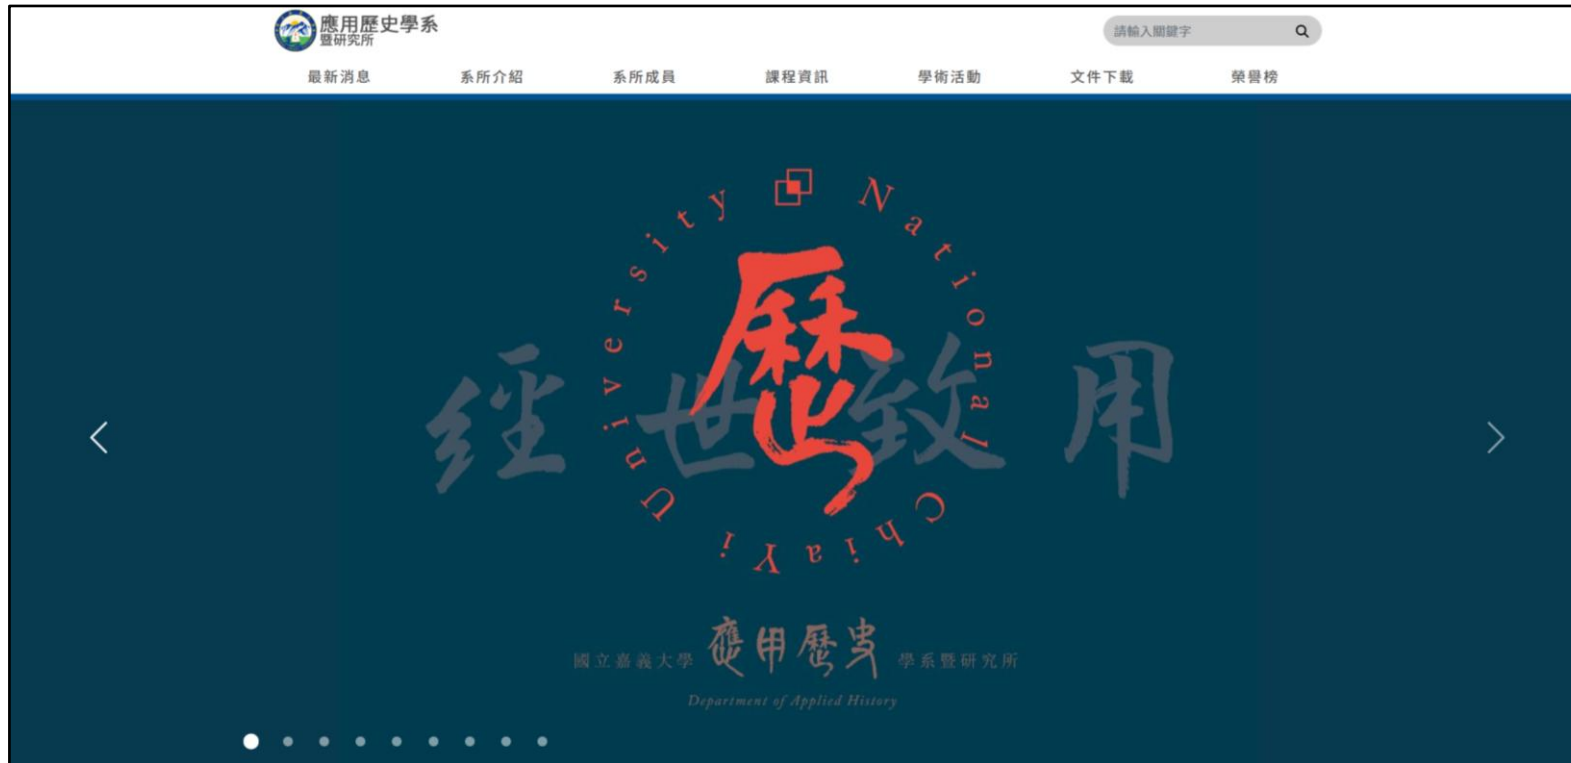 應用歷史學系
暨研究所
請輸入關鍵字
最新消息 系所介紹 系所成員 課程資訊 學術活動 文件下載 榮譽榜
National ChiaYi University
歷
經世致用
國立嘉義大學 應用歷史 學系暨研究所
Department of Applied History